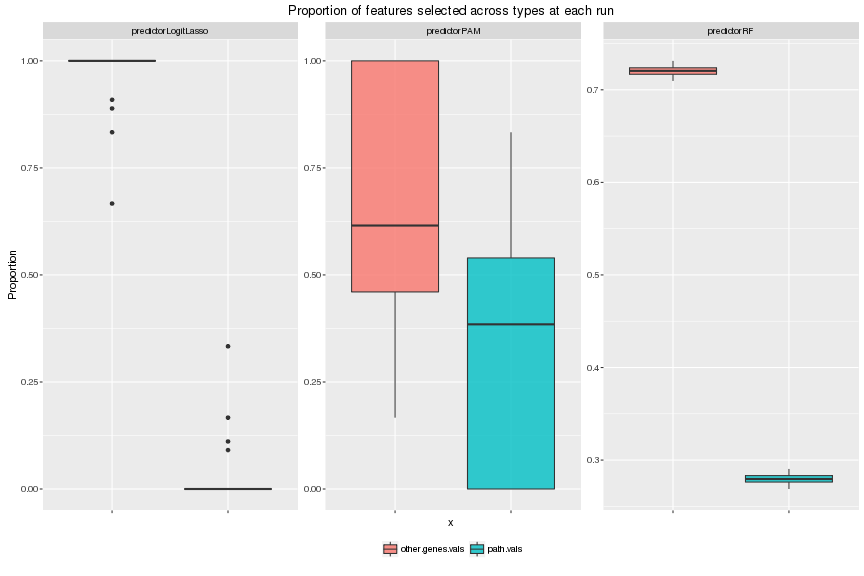 Proportion of features selected across types at each run
predictorLogitLasso
predictorPAM
predictorRF
Proportion
1.00
0.75
0.50
0.25
0.00
1.00
0.75
0.50
0.25
0.00
0.7
0.6
0.5
0.4
0.3
x
other.genes.vals
path.vals